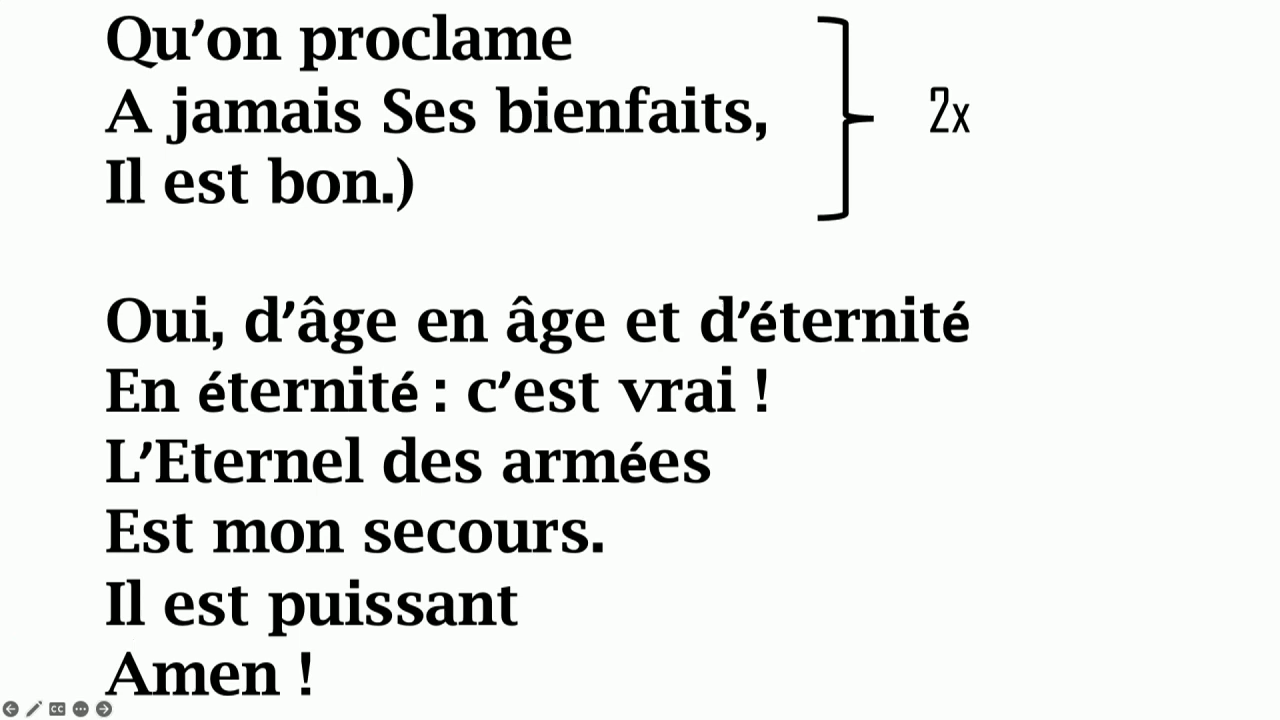 Qu’on proclame
A jamais Ses bienfaits,
Il est bon.)
2x
Oui, d’âge en âge et d’éternité
En éternité : c’est vrai !
L’Eternel des armées
Est mon secours.
Il est puissant
Amen !
CC